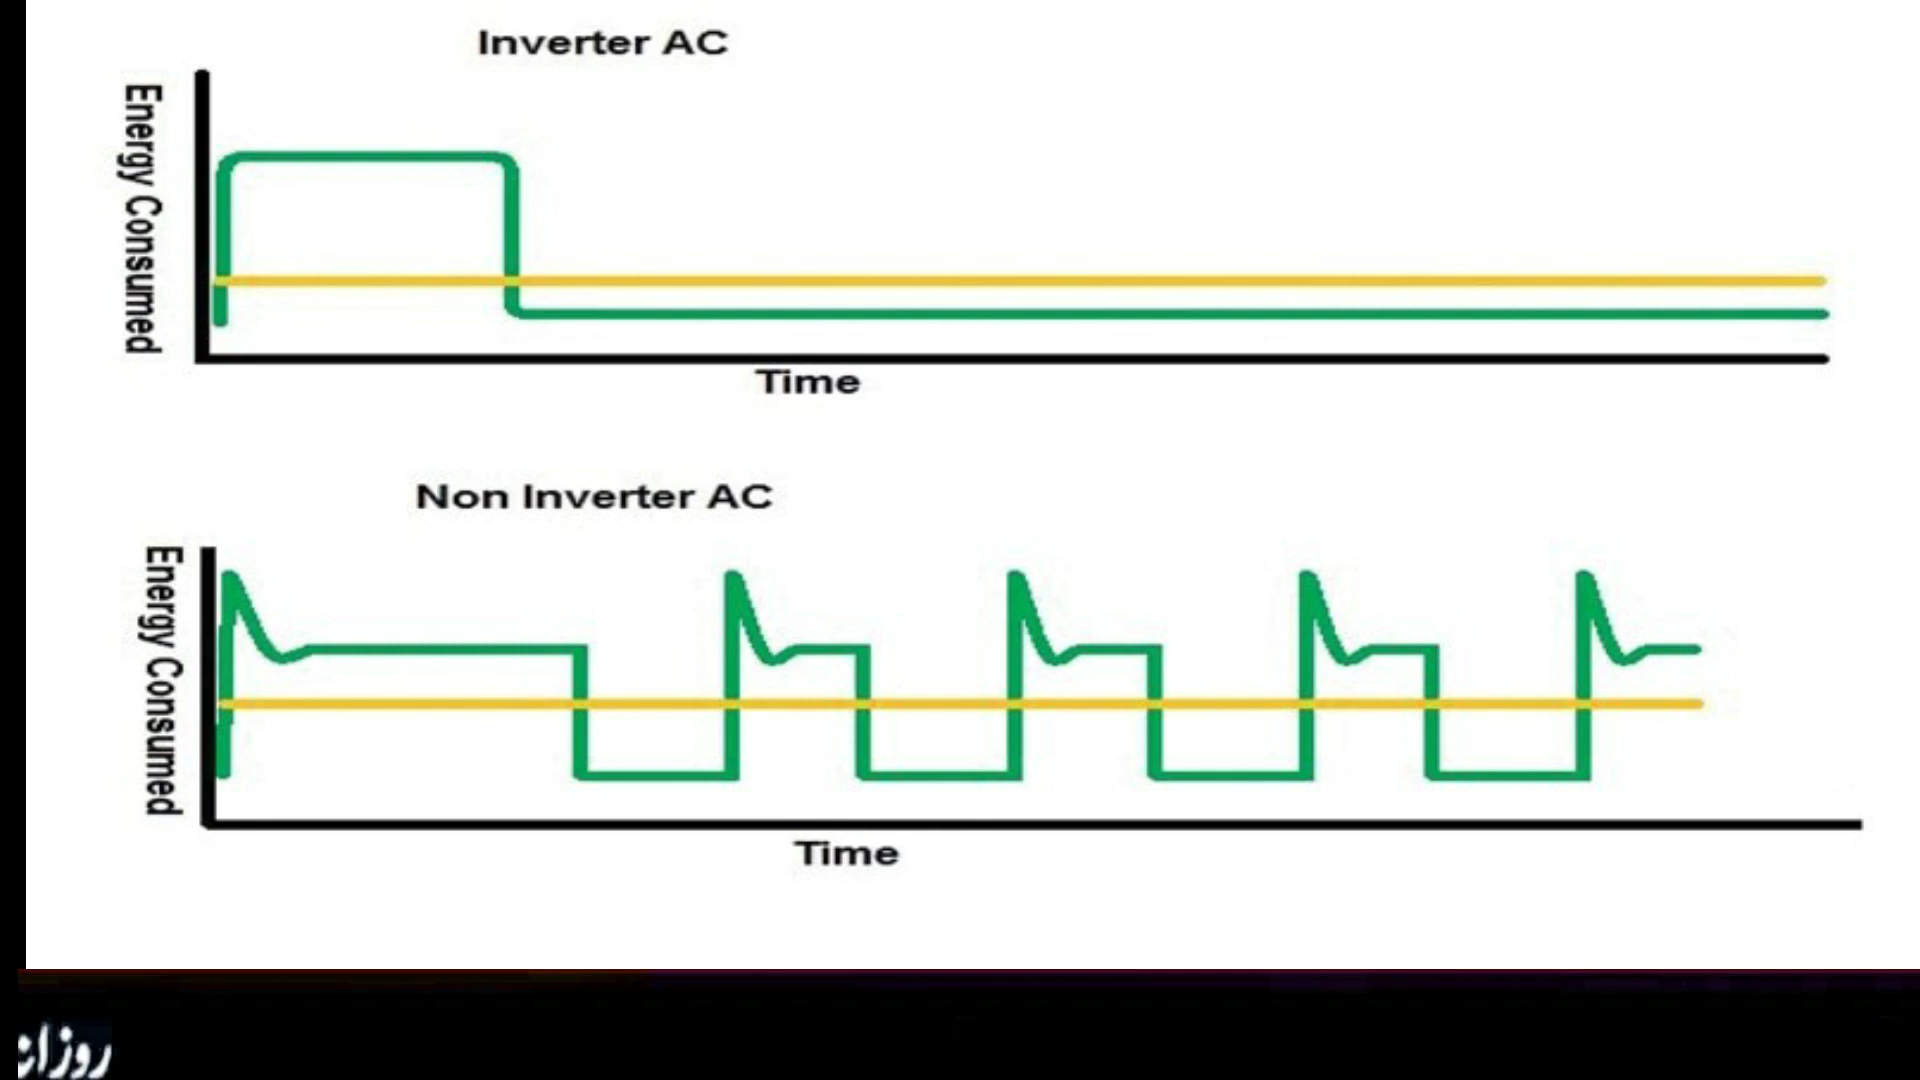 Inverter AC
Energy Consumed
Time
Non Inverter AC
Energy Consumed
Time